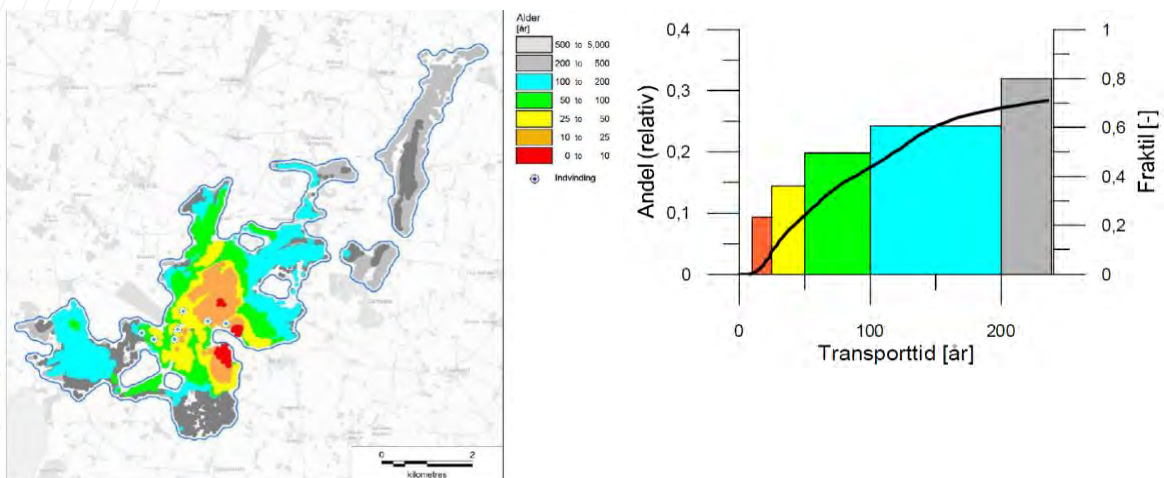 Alder
[år]
500 to 5,000
200 to 500
100 to 200
50 to 100
25 to 50
10 to 25
0 to 10
Indvinding
0 2
kilometres
Andel (relativ)
0,4
0,3
0,2
0,1
0
0 100 200
Transporttid [år]
1
0,8
0,6
0,4
0,2
0
Fraktil [-]